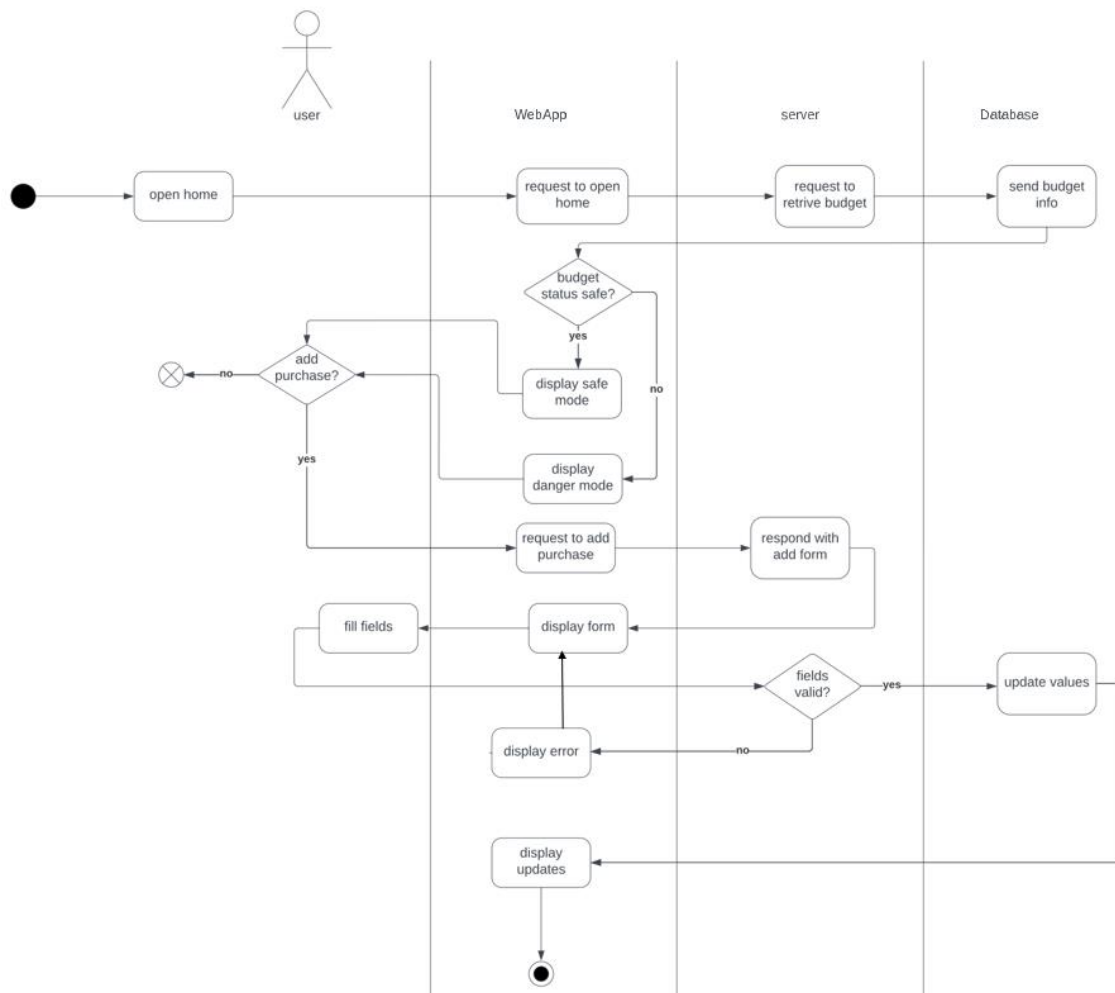 user
WebApp
server
Database
open home
request to open
home
request to
retrive budget
send budget
info
budget
status safe?
yes
no
add
purchase?
no
yes
display safe
mode
display
danger mode
request to add
purchase
respond with
add form
fill fields
display form
fields
valid?
yes
update values
no
display error
display
updates